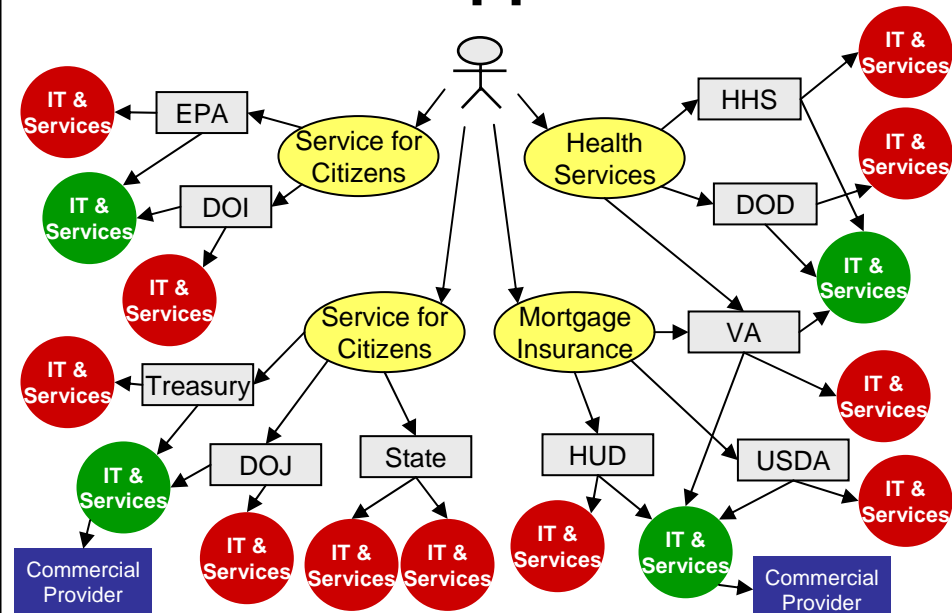 IT &
Services
HHS
IT &
Services
EPA
Service for
Citizens
Health
Services
IT &
Services
IT &
Services
DOI
DOD
IT &
Services
IT &
Services
Service for
Citizens
Mortgage
Insurance
VA
IT &
Services
Treasury
IT &
Services
IT &
Services
DOJ
State
HUD
USDA
IT &
Services
IT &
Services
IT &
Services
IT &
Services
IT &
Services
IT &
Services
Commercial
Provider
Commercial
Provider